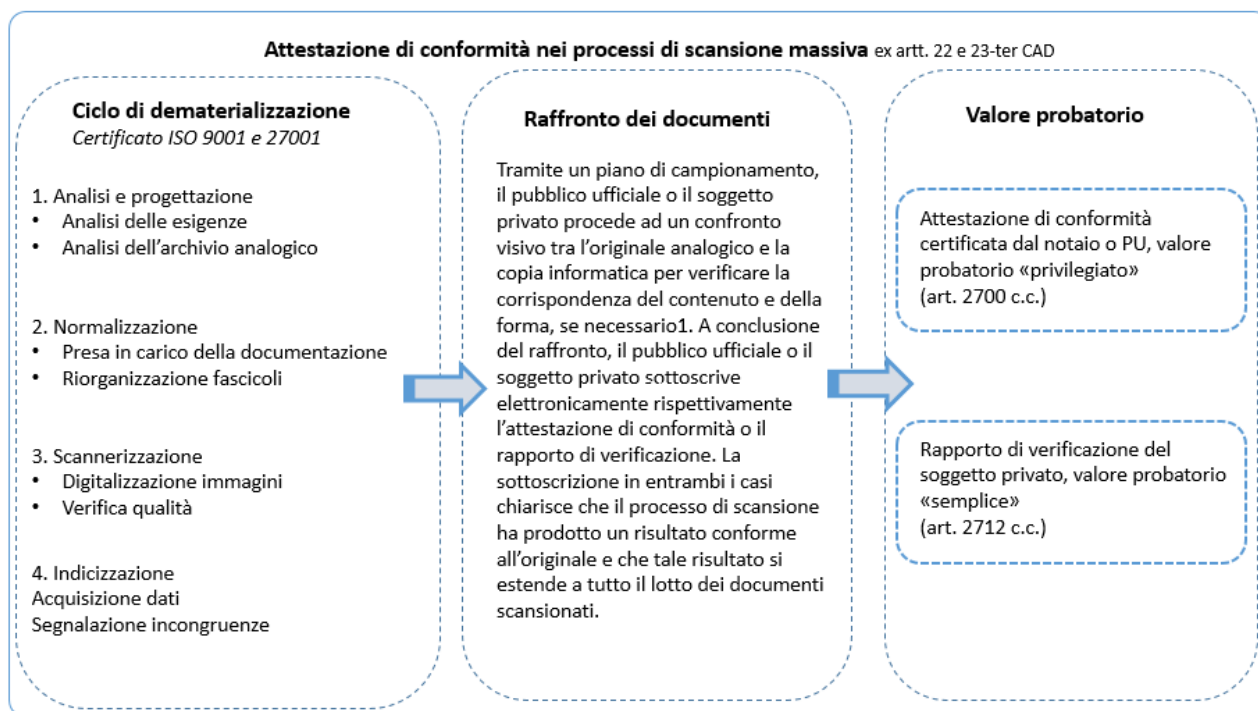 Attestazione di conformità nei processi di scansione massiva ex artt. 22 e 23-ter CAD
Ciclo di dematerializzazione
Certificato ISO 9001 e 27001
1. Analisi e progettazione
• Analisi delle esigenze
• Analisi dell’archivio analogico
2. Normalizzazione
• Presa in carico della documentazione
• Riorganizzazione fascicoli
3. Scannerizzazione
• Digitalizzazione immagini
• Verifica qualità
4. Indicizzazione
Acquisizione dati
Segnalazione incongruenze
Raffronto dei documenti
Tramite un piano di campionamento,
il pubblico ufficiale o il soggetto
privato procede ad un confronto
visivo tra l’originale analogico e la
copia informatica per verificare la
corrispondenza del contenuto e della
forma, se necessario1. A conclusione
del raffronto, il pubblico ufficiale o il
soggetto privato sottoscrive
elettronicamente rispettivamente
l’attestazione di conformità o il
rapporto di verificazione. La
sottoscrizione in entrambi i casi
chiarisce che il processo di scansione
ha prodotto un risultato conforme
all’originale e che tale risultato si
estende a tutto il lotto dei documenti
scansionati.
Valore probatorio
Attestazione di conformità
certificata dal notaio o PU, valore
probatorio «privilegiato»
(art. 2700 c.c.)
Rapporto di verificazione del
soggetto privato, valore probatorio
«semplice»
(art. 2712 c.c.)